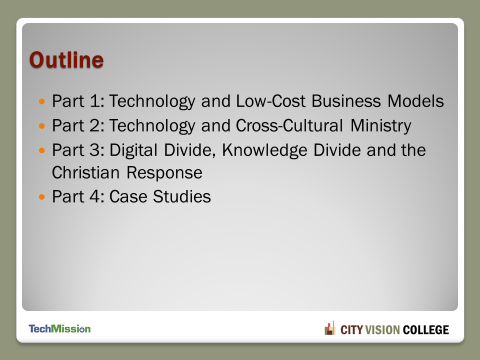 Outline
• Part 1: Technology and Low-Cost Business Models
• Part 2: Technology and Cross-Cultural Ministry
• Part 3: Digital Divide, Knowledge Divide and the
Christian Response
• Part 4: Case Studies
TechMission
CITY VISION COLLEGE